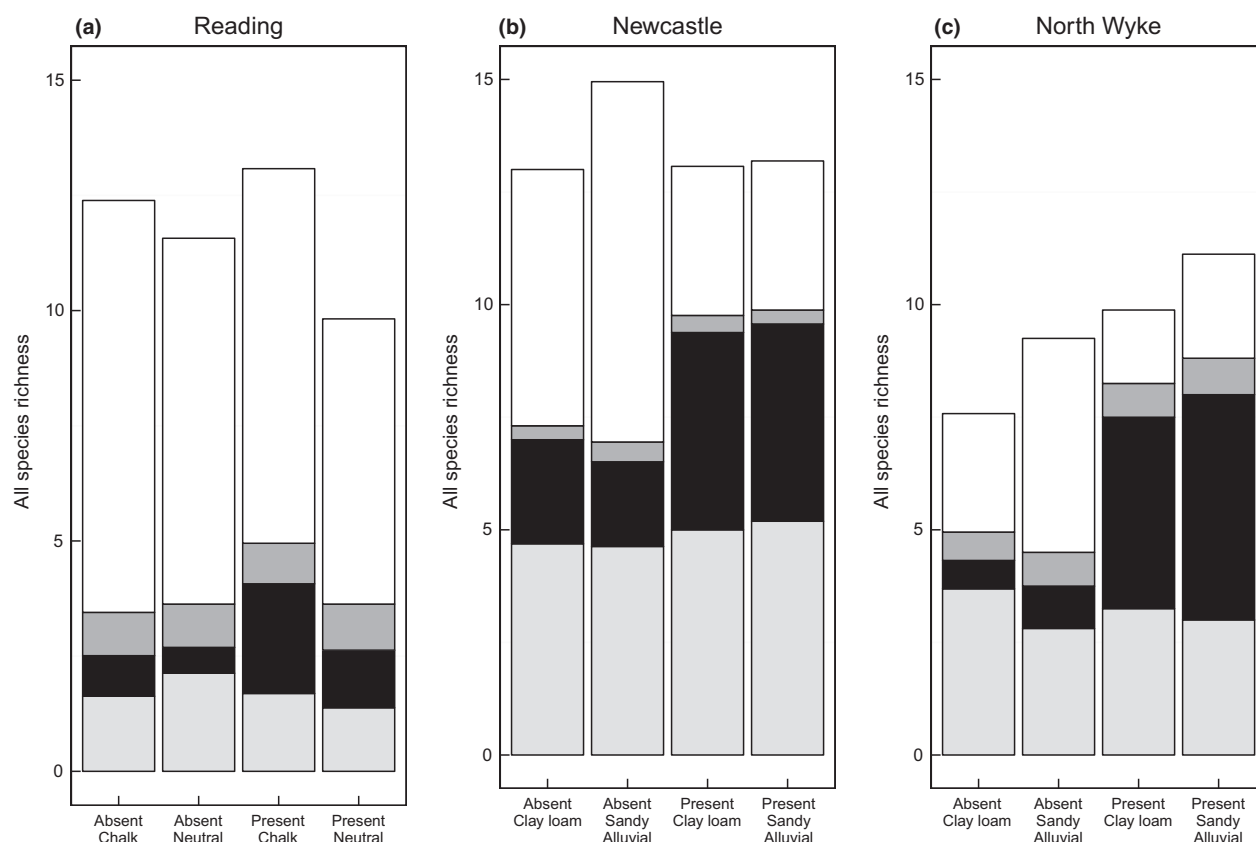 (a) Reading
All species richness
15
10
5
0
Absent
Chalk
Absent
Neutral
Present
Chalk
Present
Neutral
(b) Newcastle
All species richness
15
10
5
0
Absent
Clay loam
Absent
Sandy
Alluvial
Present
Clay loam
Present
Sandy
Alluvial
(c) North Wyke
All species richness
15
10
5
0
Absent
Clay loam
Absent
Sandy
Alluvial
Present
Clay loam
Present
Sandy
Alluvial